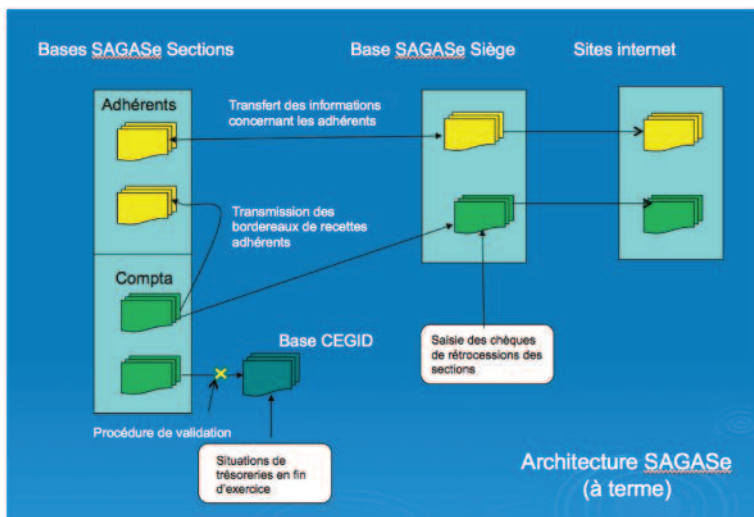 Bases SAGASe Sections
Base SAGASe Siège
Sites internet
Adhérents
Transfert des informations
concernant les adhérents
Transmission des
bordereaux de recettes
adhérents
Compta
Base CEGID
Saisie des chèques
de rétrocessions des
sections
Procédure de validation
Situations de
trésoreries en fin
d'exercice
Architecture SAGASe
(à terme)